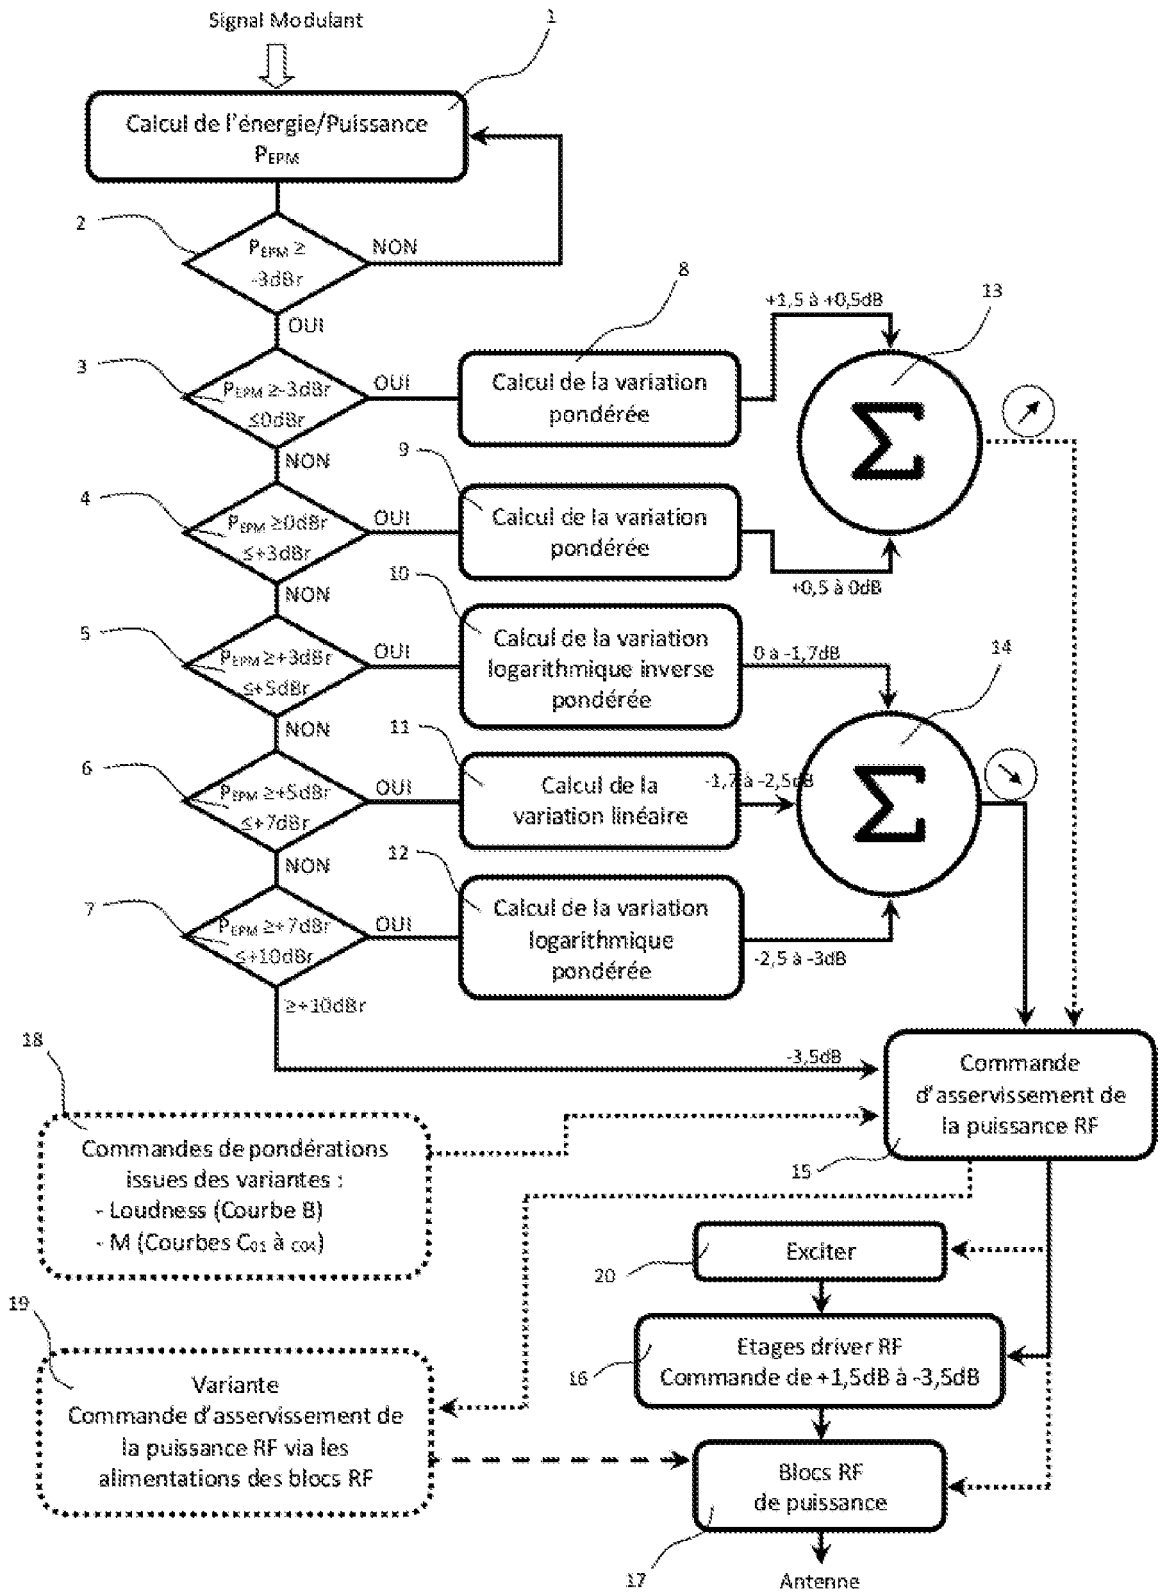 Signal Modulant
1
Calcul de l'énergie/Puissance
PEPM
2
PEPM ≥
-3dBr
NON
OUI
3
PEPM ≥-3dBr
≤0dBr
OUI
8
Calcul de la variation
pondérée
+1,5 à +0,5dB
13
Σ
NON
4
PEPM ≥0dBr
≤+3dBr
OUI
9
Calcul de la variation
pondérée
+0,5 à 0dB
NON
5
PEPM ≥+3dBr
≤+5dBr
OUI
10
Calcul de la variation
logarithmique inverse
pondérée
0 à -1,7dB
14
Σ
NON
6
PEPM ≥+5dBr
≤+7dBr
OUI
11
Calcul de la
variation linéaire
-1,7 à -2,5dB
NON
7
PEPM ≥+7dBr
≤+10dBr
OUI
12
Calcul de la variation
logarithmique
pondérée
-2,5 à -3dB
≥+10dBr
-3,5dB
Commande
d'asservissement de
la puissance RF
15
18
Commandes de pondérations
issues des variantes :
- Loudness (Courbe B)
- M (Courbes C01 à C04)
Exciter
20
19
Variante
Commande d'asservissement de
la puissance RF via les
alimentations des blocs RF
Etages driver RF
Commande de +1,5dB à -3,5dB
16
Blocs RF
de puissance
17
Antenne